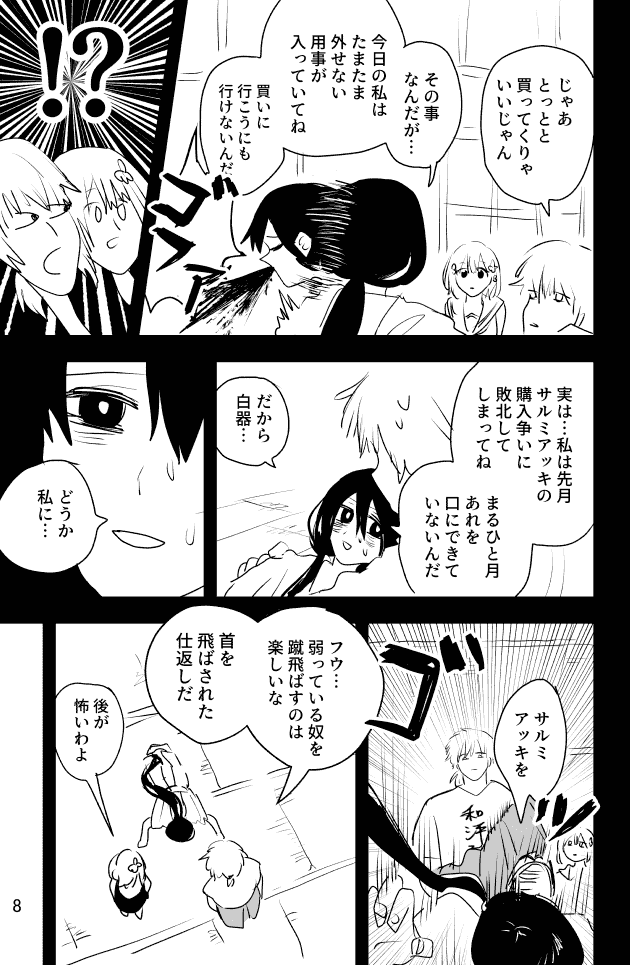 じゃあ
とっとと
買ってくりゃ
いいじゃん
その事
なんだが…
今日の私は
たまたま
外せない
用事が
入っていてね
買いに
行こうにも
行けないんだ
ゴファッ
!?
実は…私は先月
サルミアッキの
購入争いに
敗北して
しまってね
まるひと月
あれを
口にできて
いないんだ
だから
白器…
どうか
私に…
サルミ
アッキを
和洋
ゴッ
フウ…
弱っている奴を
蹴飛ばすのは
楽しいな
首を
飛ばされた
仕返しだ
後が
怖いわよ
8